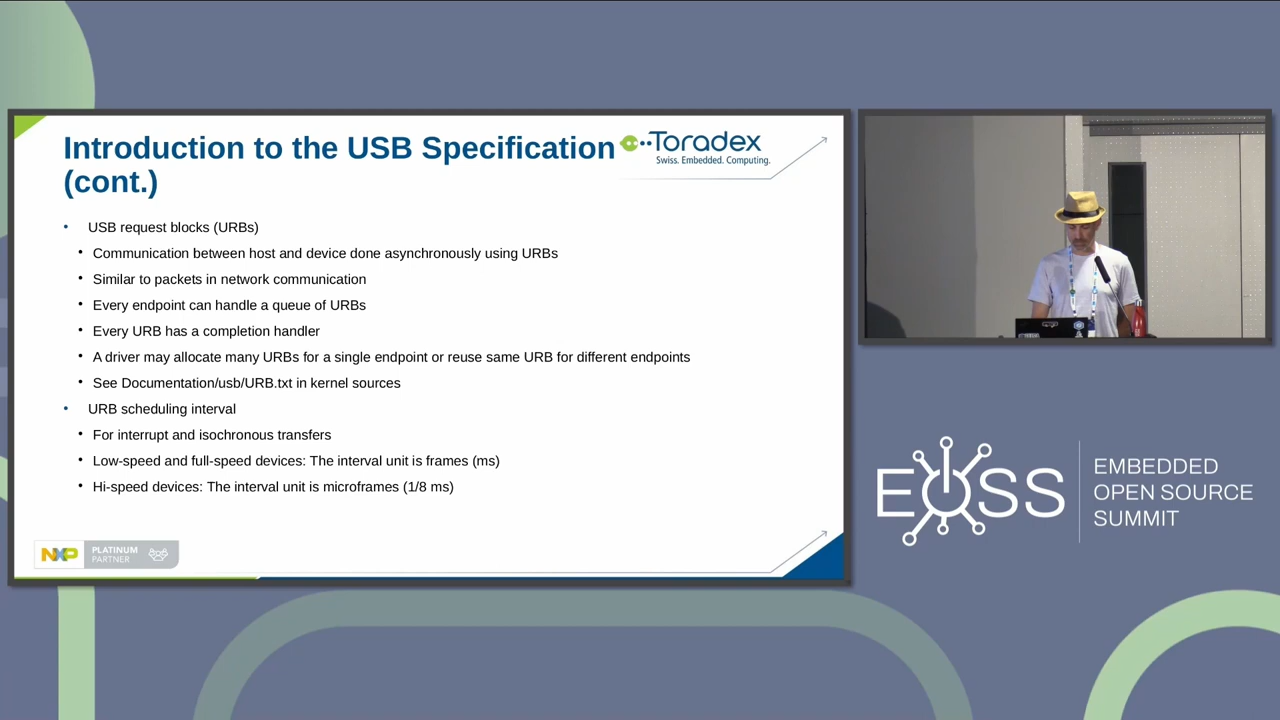 Introduction to the USB Specification
(cont.)
Toradex
Swiss. Embedded. Computing.
• USB request blocks (URBs)
• Communication between host and device done asynchronously using URBs
• Similar to packets in network communication
• Every endpoint can handle a queue of URBs
• Every URB has a completion handler
• A driver may allocate many URBs for a single endpoint or reuse same URB for different endpoints
• See Documentation/usb/URB.txt in kernel sources
• URB scheduling interval
• For interrupt and isochronous transfers
• Low-speed and full-speed devices: The interval unit is frames (ms)
• Hi-speed devices: The interval unit is microframes (1/8 ms)
NXP
PLATINUM
PARTNER
EOSS
EMBEDDED
OPEN SOURCE
SUMMIT